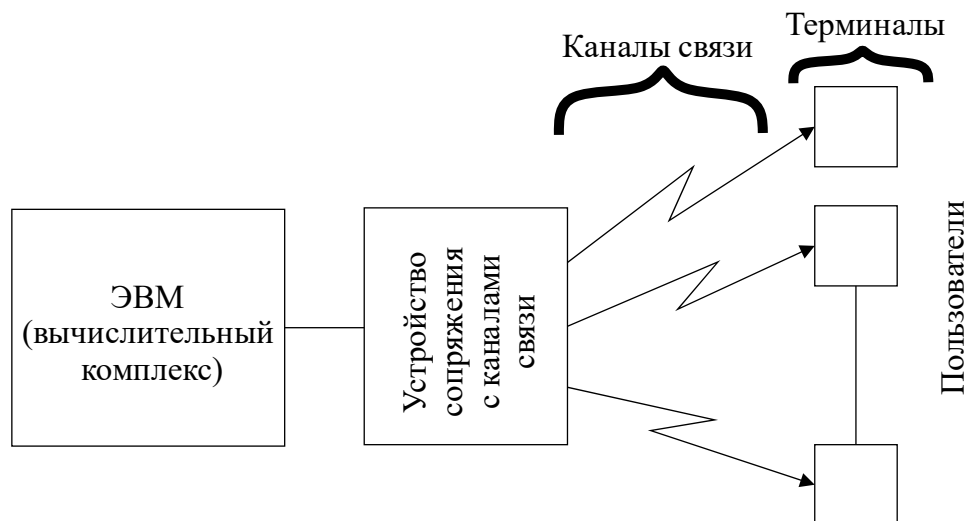 Терминалы
Каналы связи
ЭВМ
(вычислительный
комплекс)
Устройство
сопряжения
с каналами
связи
Пользователи